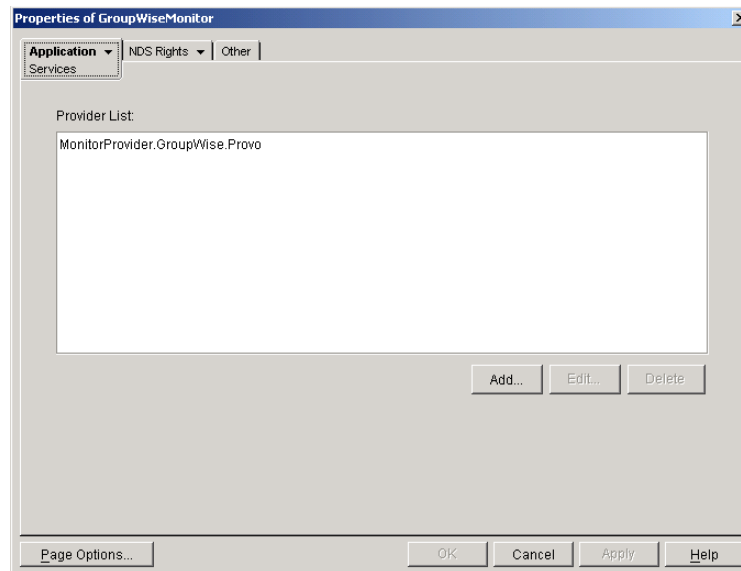 Properties of GroupWiseMonitor
Application NDS Rights Other
Services
Provider List:
MonitorProvider.GroupWise.Provo
Add... Edit... Delete
Page Options... OK Cancel Apply Help